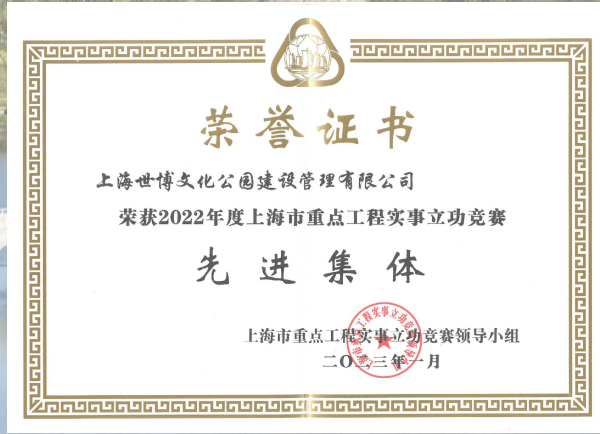 荣誉证书
上海世博文化公园建设管理有限公司
荣获2022年度上海市重点工程实事立功竞赛
先进集体
上海市重点工程实事立功竞赛领导小组
二〇二三年一月